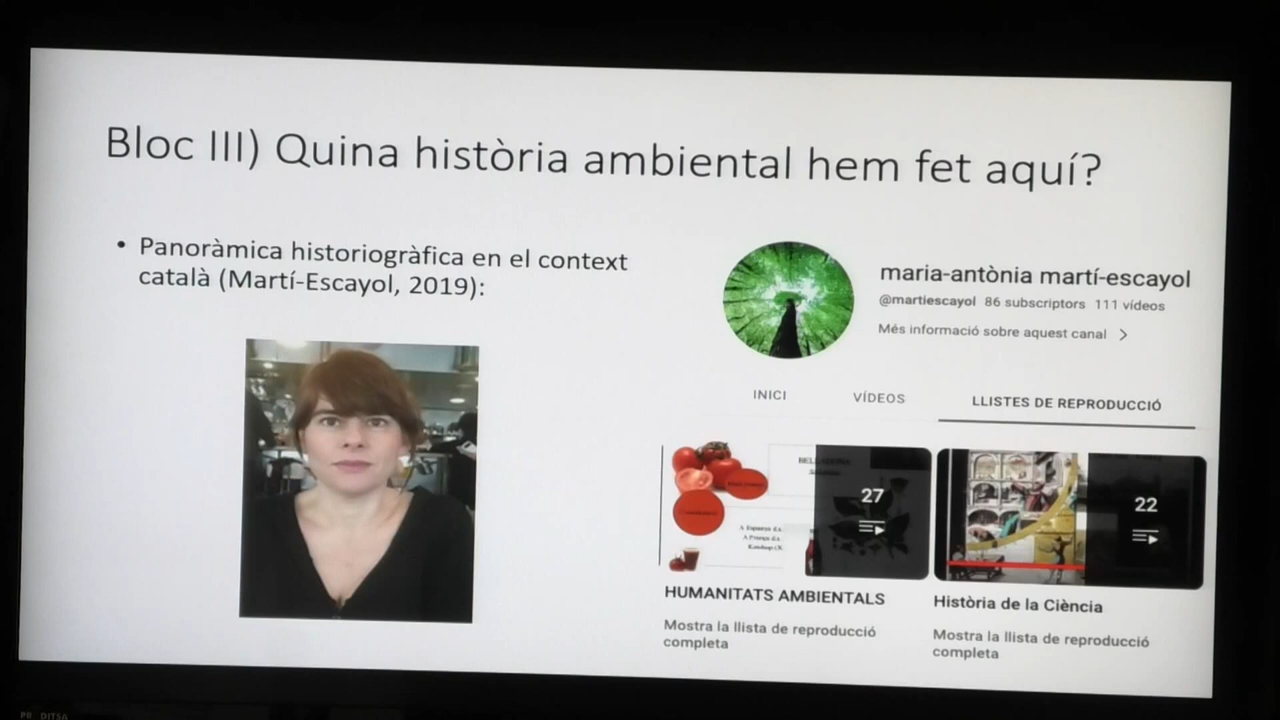 Bloc III) Quina història ambiental hem fet aquí?
• Panoràmica historiogràfica en el context
català (Martí-Escayol, 2019):
maria-antònia martí-escayol
@martiescayol 86 subscriptors 111 vídeos
Més informació sobre aquest canal >
INICI VÍDEOS LLISTES DE REPRODUCCIÓ
27
22
HUMANITATS AMBIENTALS
Mostra la llista de reproducció
completa
Història de la Ciència
Mostra la llista de reproducció
completa